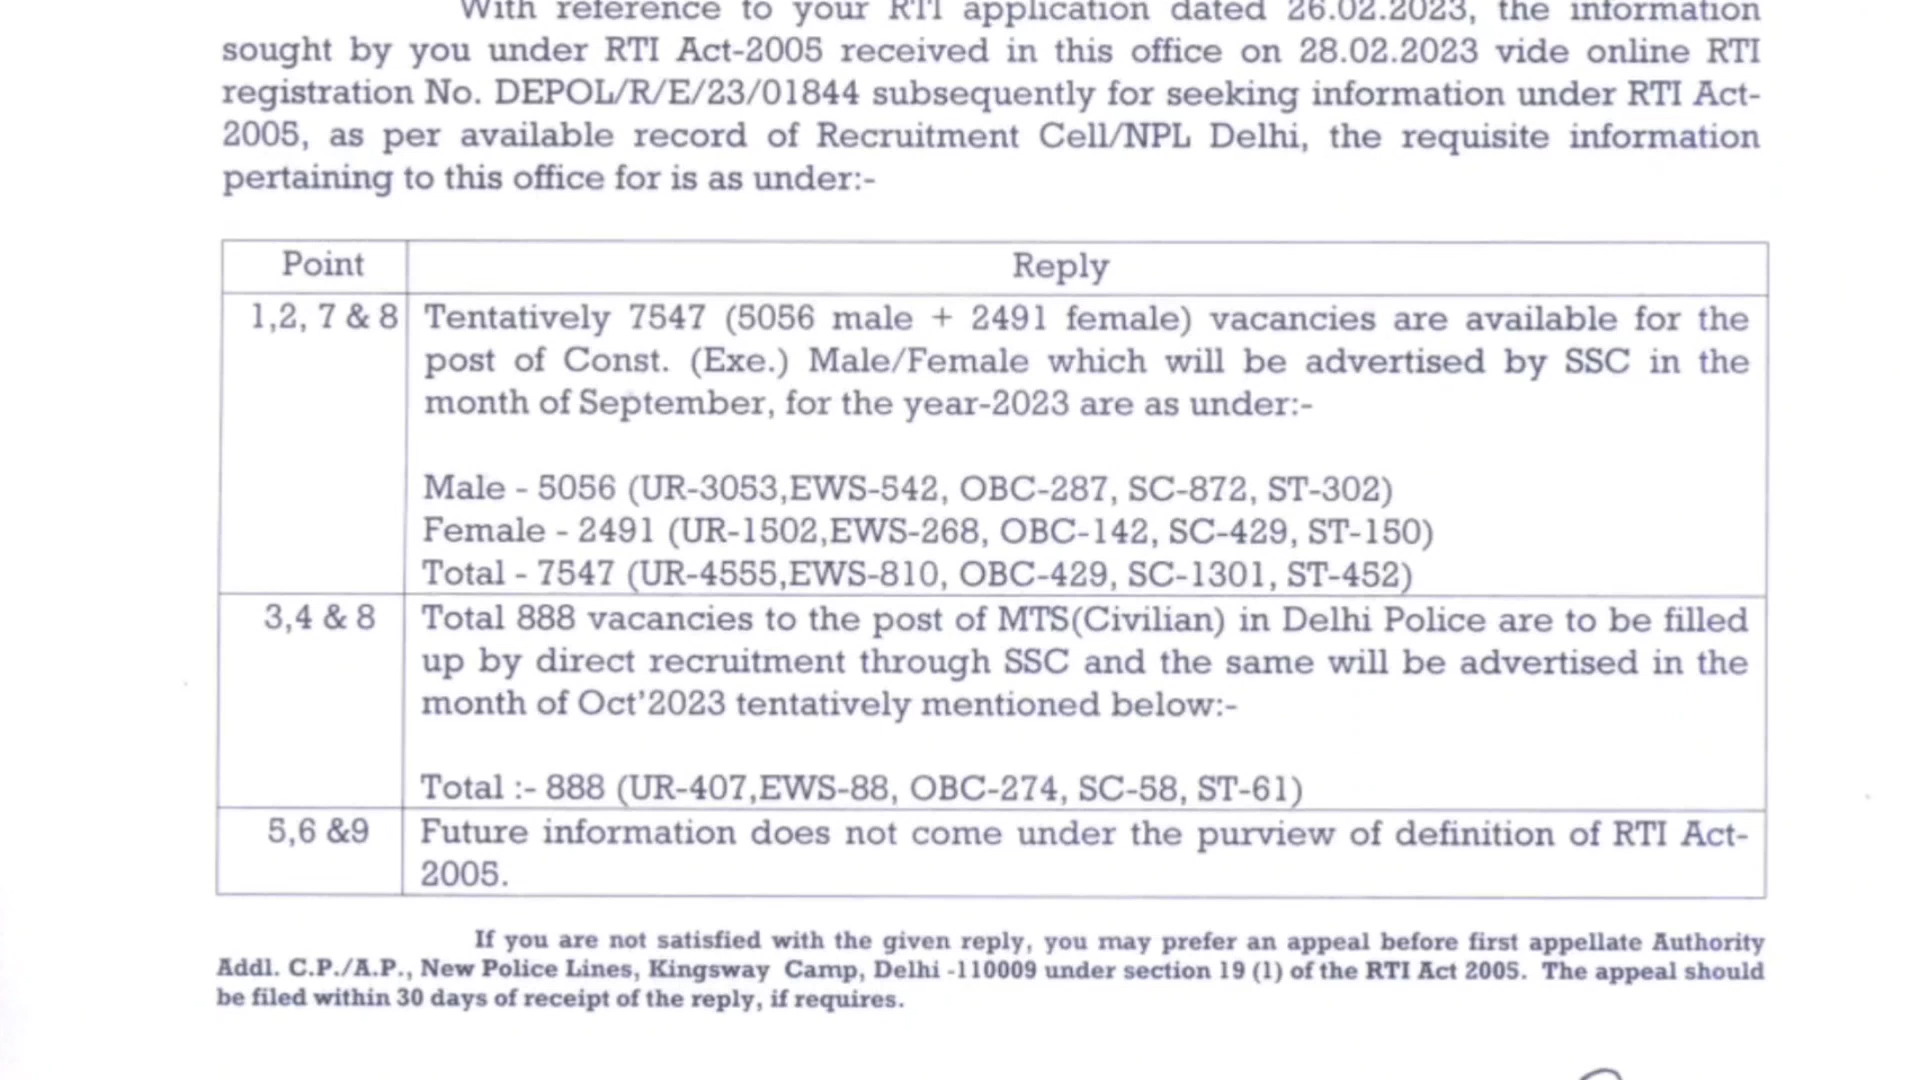 With reference to your RTI application dated 26.02.2023, the information
sought by you under RTI Act-2005 received in this office on 28.02.2023 vide online RTI
registration No. DEPOL/R/E/23/01844 subsequently for seeking information under RTI Act-
2005, as per available record of Recruitment Cell/NPL Delhi, the requisite information
pertaining to this office for is as under:-
Point Reply
1,2, 7 & 8 Tentatively 7547 (5056 male + 2491 female) vacancies are available for the
post of Const. (Exe.) Male/Female which will be advertised by SSC in the
month of September, for the year-2023 are as under:-
Male - 5056 (UR-3053,EWS-542, OBC-287, SC-872, ST-302)
Female - 2491 (UR-1502,EWS-268, OBC-142, SC-429, ST-150)
Total - 7547 (UR-4555,EWS-810, OBC-429, SC-1301, ST-452)
3,4 & 8 Total 888 vacancies to the post of MTS(Civilian) in Delhi Police are to be filled
up by direct recruitment through SSC and the same will be advertised in the
month of Oct'2023 tentatively mentioned below:-
Total :- 888 (UR-407,EWS-88, OBC-274, SC-58, ST-61)
5,6 &9 Future information does not come under the purview of definition of RTI Act-
2005.
If you are not satisfied with the given reply, you may prefer an appeal before first appellate Authority
Addl. C.P./A.P., New Police Lines, Kingsway Camp, Delhi -110009 under section 19 (1) of the RTI Act 2005. The appeal should
be filed within 30 days of receipt of the reply, if requires.